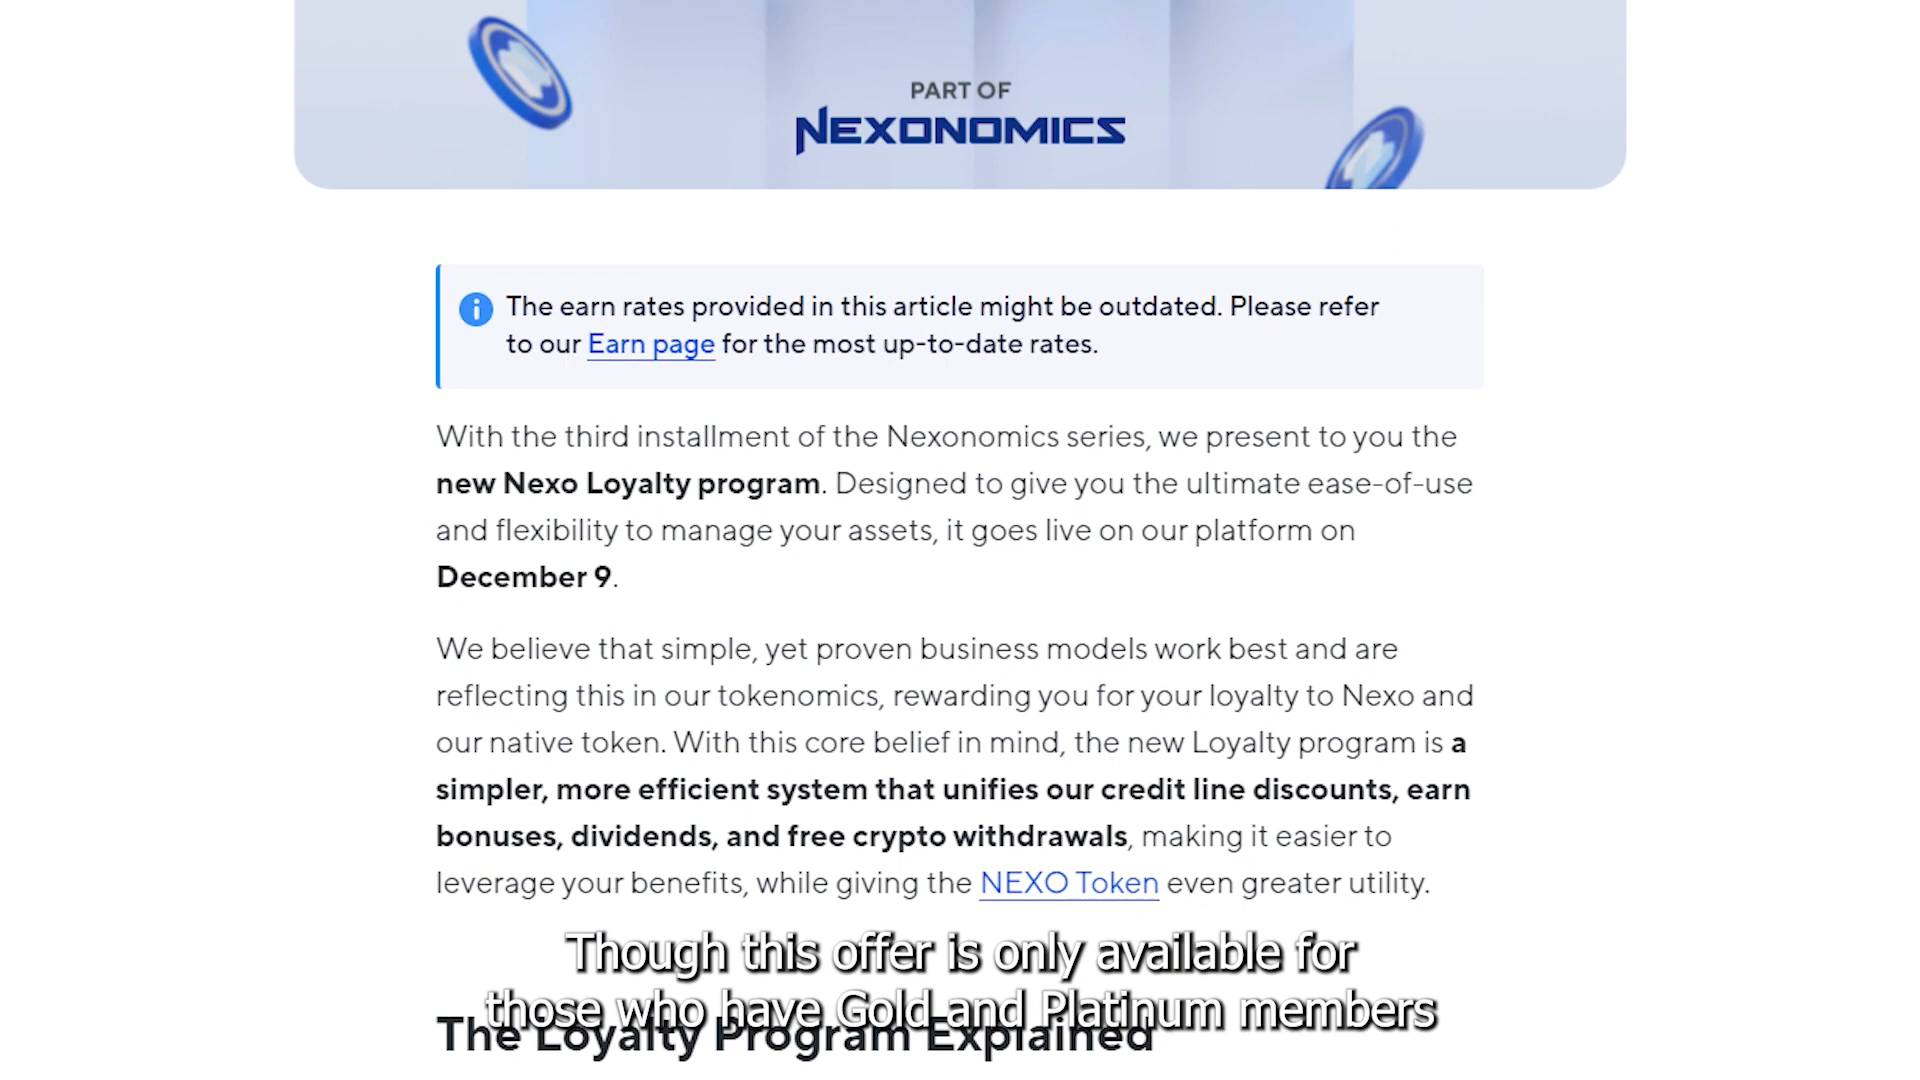 PART OF
NEXONOMICS
The earn rates provided in this article might be outdated. Please refer
to our Earn page for the most up-to-date rates.
With the third installment of the Nexonomics series, we present to you the
new Nexo Loyalty program. Designed to give you the ultimate ease-of-use
and flexibility to manage your assets, it goes live on our platform on
December 9.
We believe that simple, yet proven business models work best and are
reflecting this in our tokenomics, rewarding you for your loyalty to Nexo and
our native token. With this core belief in mind, the new Loyalty program is a
simpler, more efficient system that unifies our credit line discounts, earn
bonuses, dividends, and free crypto withdrawals, making it easier to
leverage your benefits, while giving the NEXO Token even greater utility.
Though this offer is only available for
those who have Gold and Platinum members
The Loyalty Program Explained